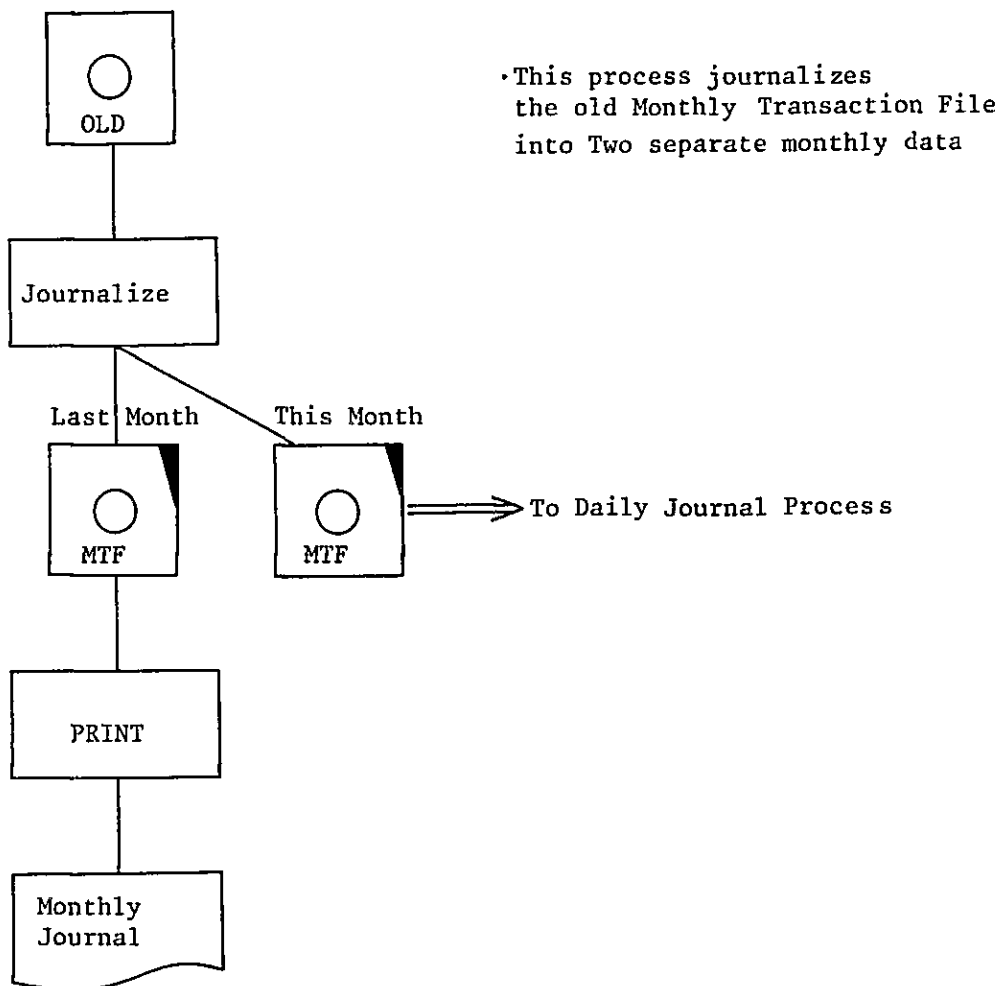 OLD
·This process journalizes
the old Monthly Transaction File
into Two separate monthly data
Journalize
Last Month
This Month
MTF
MTF
To Daily Journal Process
PRINT
Monthly
Journal